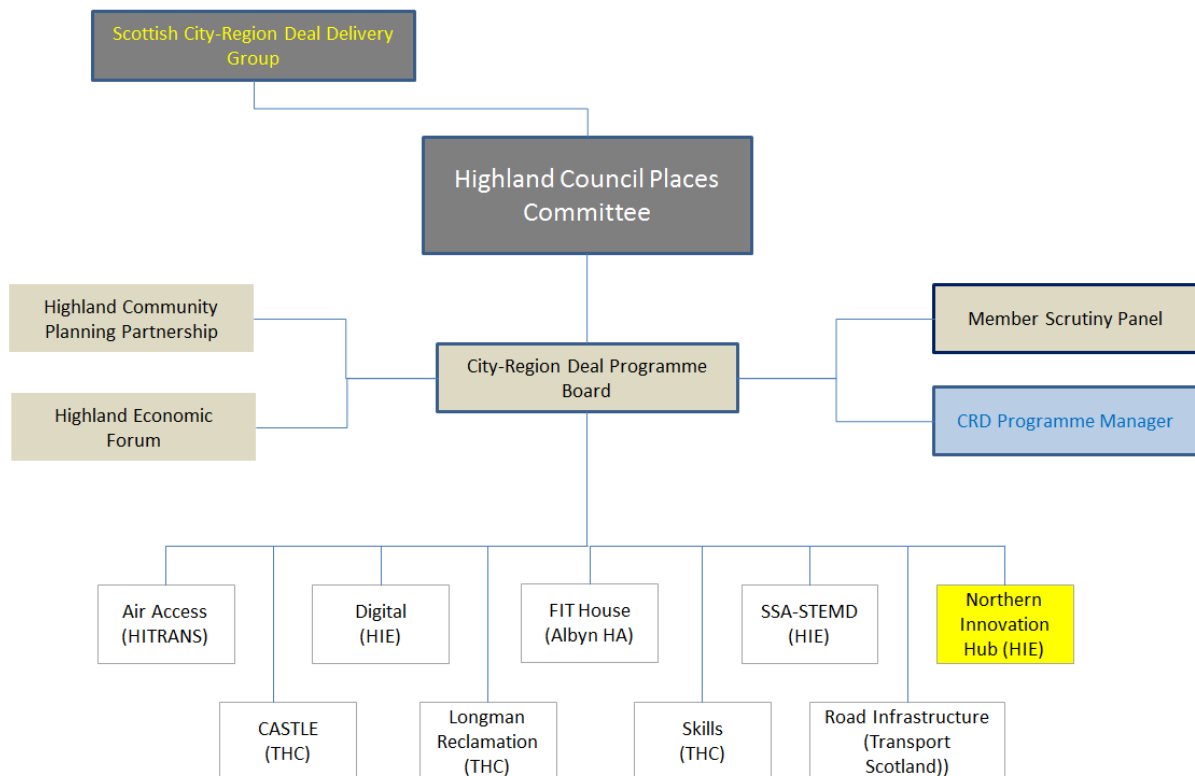 Scottish City-Region Deal Delivery
Group
Highland Council Places
Committee
Highland Community
Planning Partnership
Member Scrutiny Panel
City-Region Deal Programme
Board
Highland Economic
Forum
CRD Programme Manager
Air Access
(HITRANS)
Digital
(HIE)
FIT House
(Albyn HA)
SSA-STEMD
(HIE)
Northern
Innovation
Hub (HIE)
CASTLE
(THC)
Longman
Reclamation
(THC)
Skills
(THC)
Road Infrastructure
(Transport
Scotland))